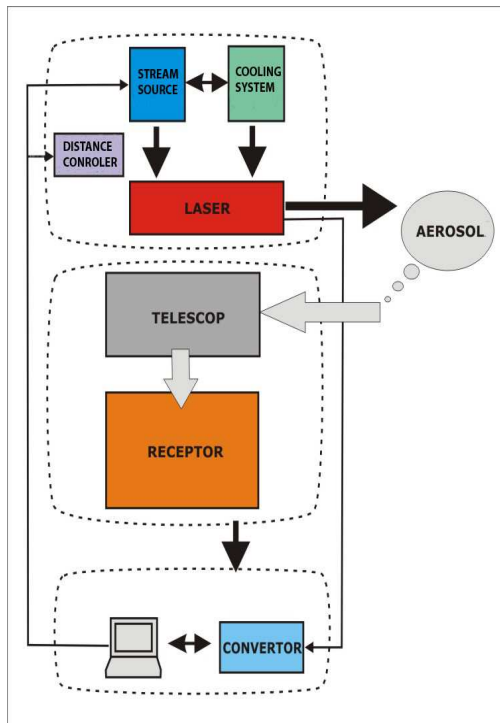 STREAM
SOURCE
COOLING
SYSTEM
DISTANCE
CONROLER
LASER
AEROSOL
TELESCOP
RECEPTOR
CONVERTOR